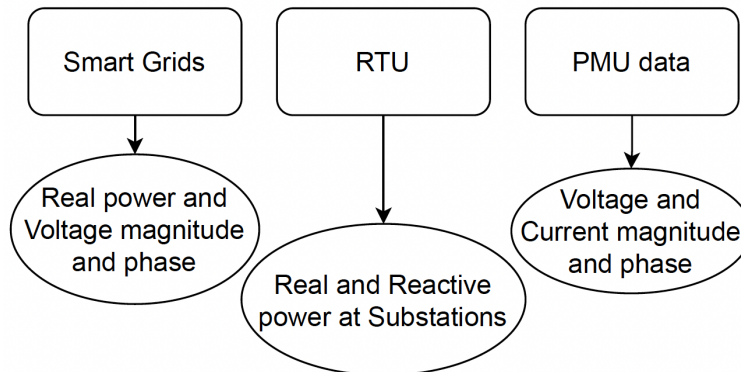 Smart Grids
RTU
PMU data
Real power and
Voltage magnitude
and phase
Real and Reactive
power at Substations
Voltage and
Current magnitude
and phase